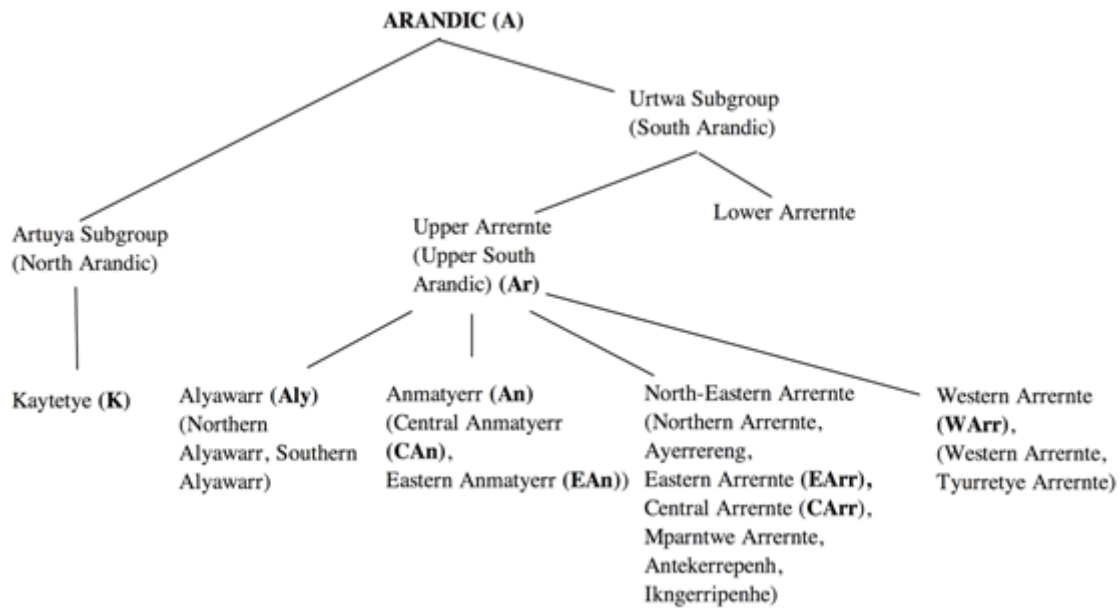 ARANDIC (A)
Urtwa Subgroup
(South Arandic)
Artuya Subgroup
(North Arandic)
Upper Arrernte
(Upper South
Arandic) (Ar)
Lower Arrernte
Kaytetye (K)
Alyawarr (Aly)
(Northern
Alyawarr, Southern
Alyawarr)
Anmatyerr (An)
(Central Anmatyerr
(CAn),
Eastern Anmatyerr (EAn))
North-Eastern Arrernte
(Northern Arrernte,
Ayerrereng,
Eastern Arrernte (EArr),
Central Arrernte (CArr),
Mparntwe Arrernte,
Antekerrepenh,
Ikngerripenhe)
Western Arrernte
(WArr),
(Western Arrernte,
Tyurretye Arrernte)